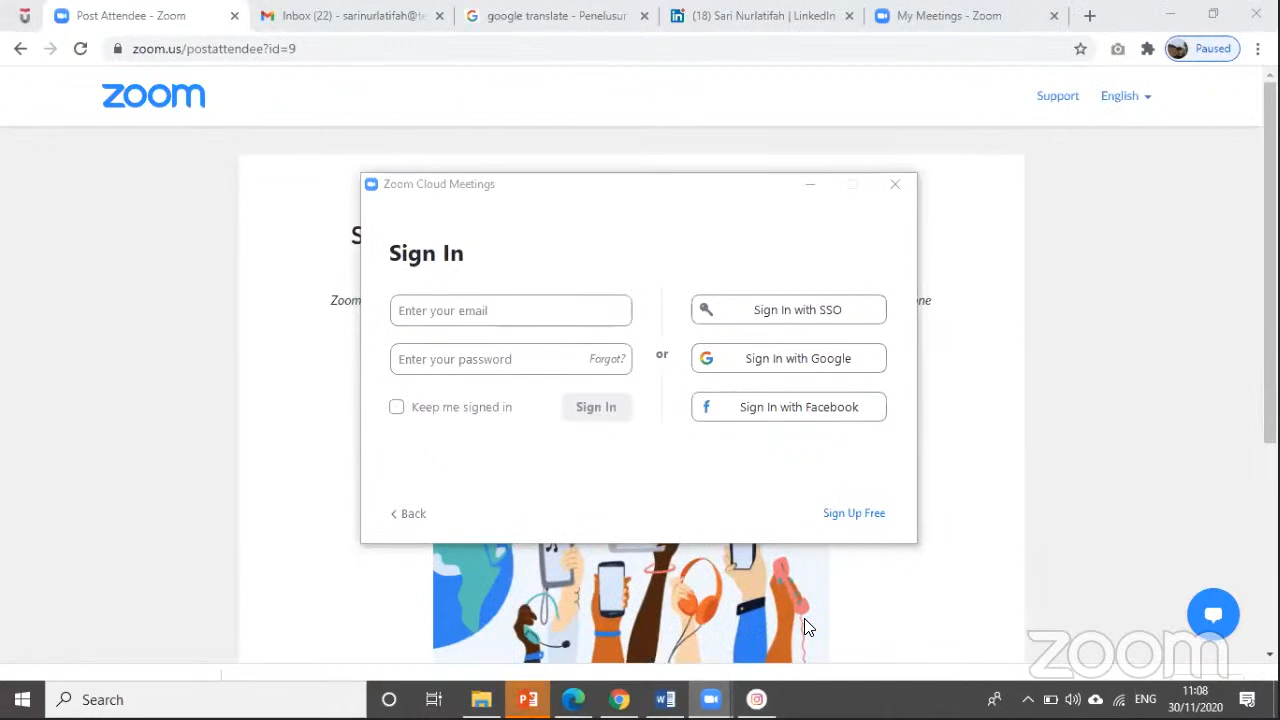 Post Attendee - Zoom
Inbox (22) - sarinurlatifah@te
google translate - Penelusur
(18) Sari Nurlatifah | LinkedIn
My Meetings - Zoom
zoom.us/postattendee?id=9
Paused
zoom
Support
English
Zoom Cloud Meetings
S
Sign In
Zoom
ne
Enter your email
Sign In with SSO
Enter your password
Forgot?
or
Sign In with Google
Keep me signed in
Sign In
Sign In with Facebook
Back
Sign Up Free
zoom
Search
ENG
11:08
30/11/2020